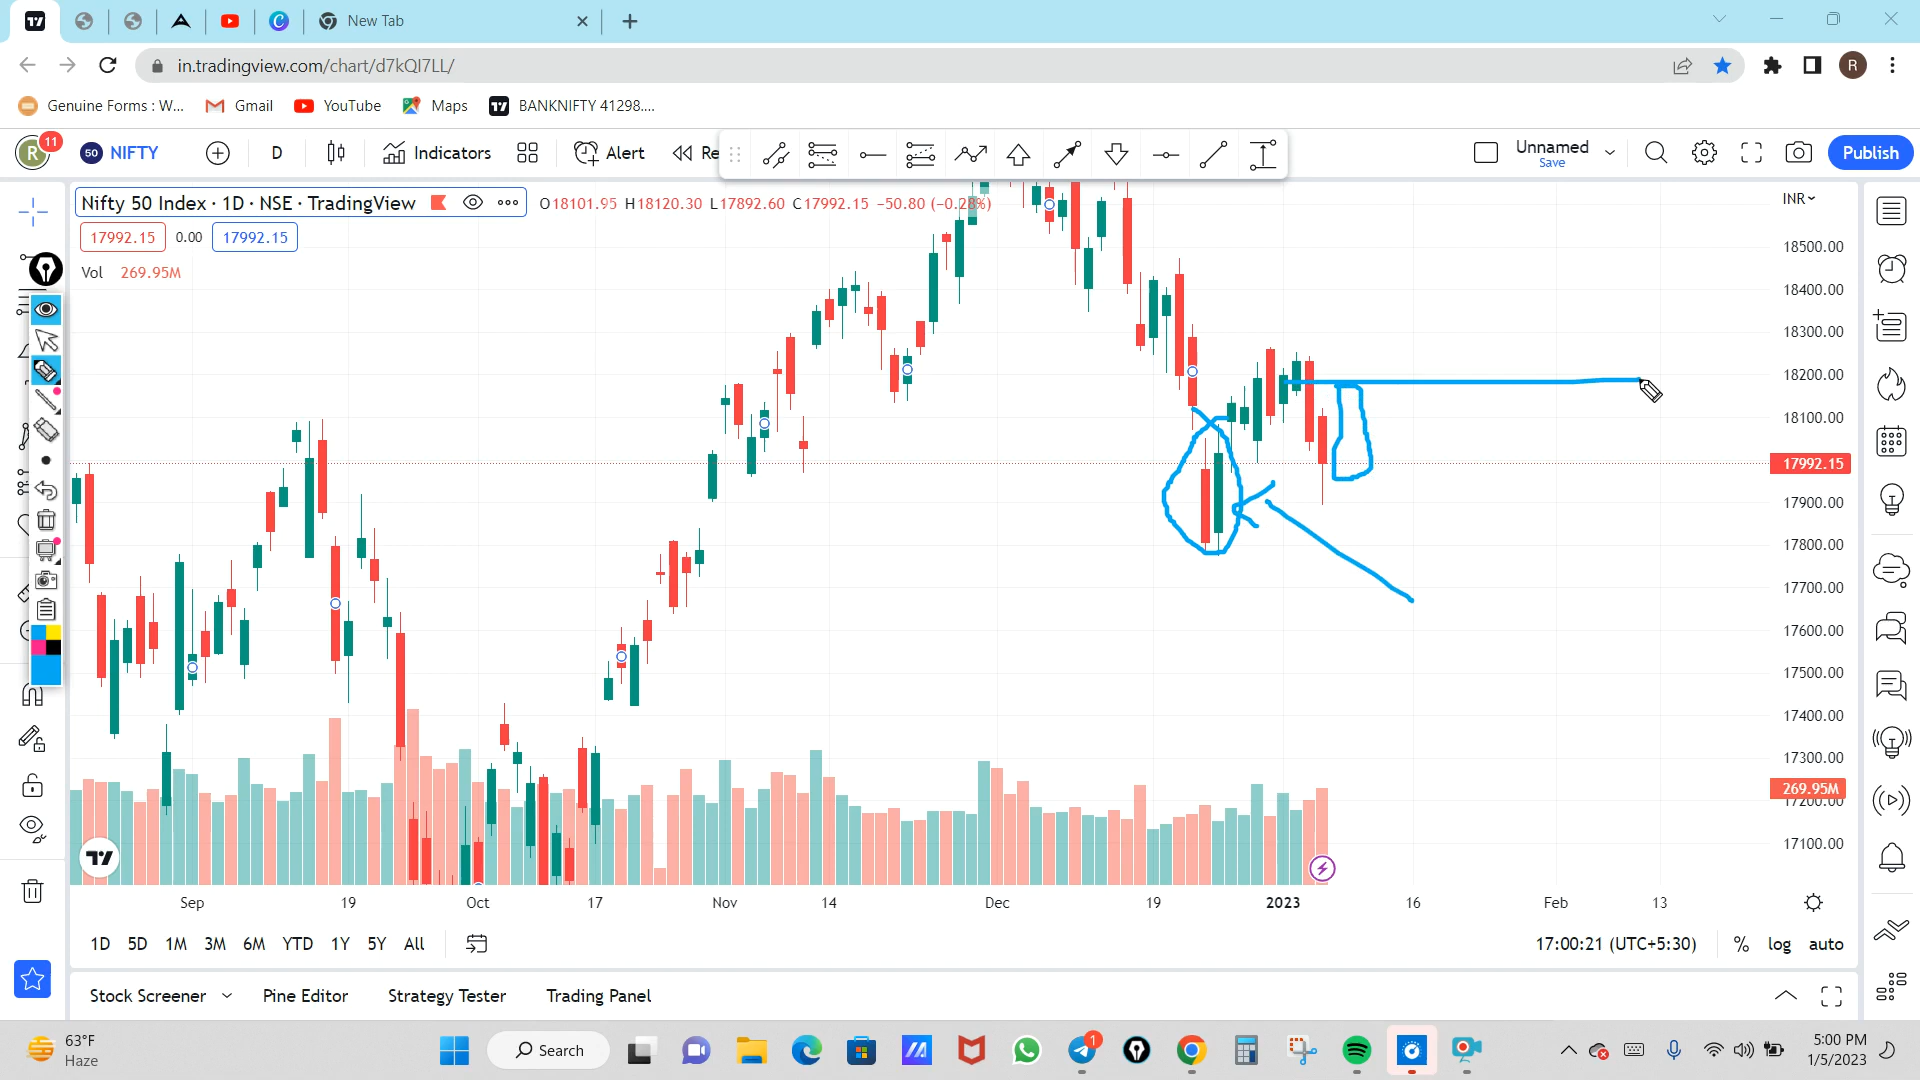 New Tab
in.tradingview.com/chart/d7kQI7LL/
R
Genuine Forms : W... Gmail YouTube Maps BANKNIFTY 41298....
R 11 50 NIFTY D Indicators Alert Re Unnamed Save Publish
Nifty 50 Index · 1D · NSE · TradingView O18101.95 H18120.30 L17892.60 C17992.15 −50.80 (−0.28%) INR
17992.15 0.00 17992.15
Vol 269.95M
18500.00
18400.00
18300.00
18200.00
18100.00
17992.15
17900.00
17800.00
17700.00
17600.00
17500.00
17400.00
17300.00
269.95M
17200.00
17100.00
Sep 19 Oct 17 Nov 14 Dec 19 2023 16 Feb 13
1D 5D 1M 3M 6M YTD 1Y 5Y All 17:00:21 (UTC+5:30) % log auto
Stock Screener Pine Editor Strategy Tester Trading Panel
63°F
Haze
Search
1
5:00 PM
1/5/2023